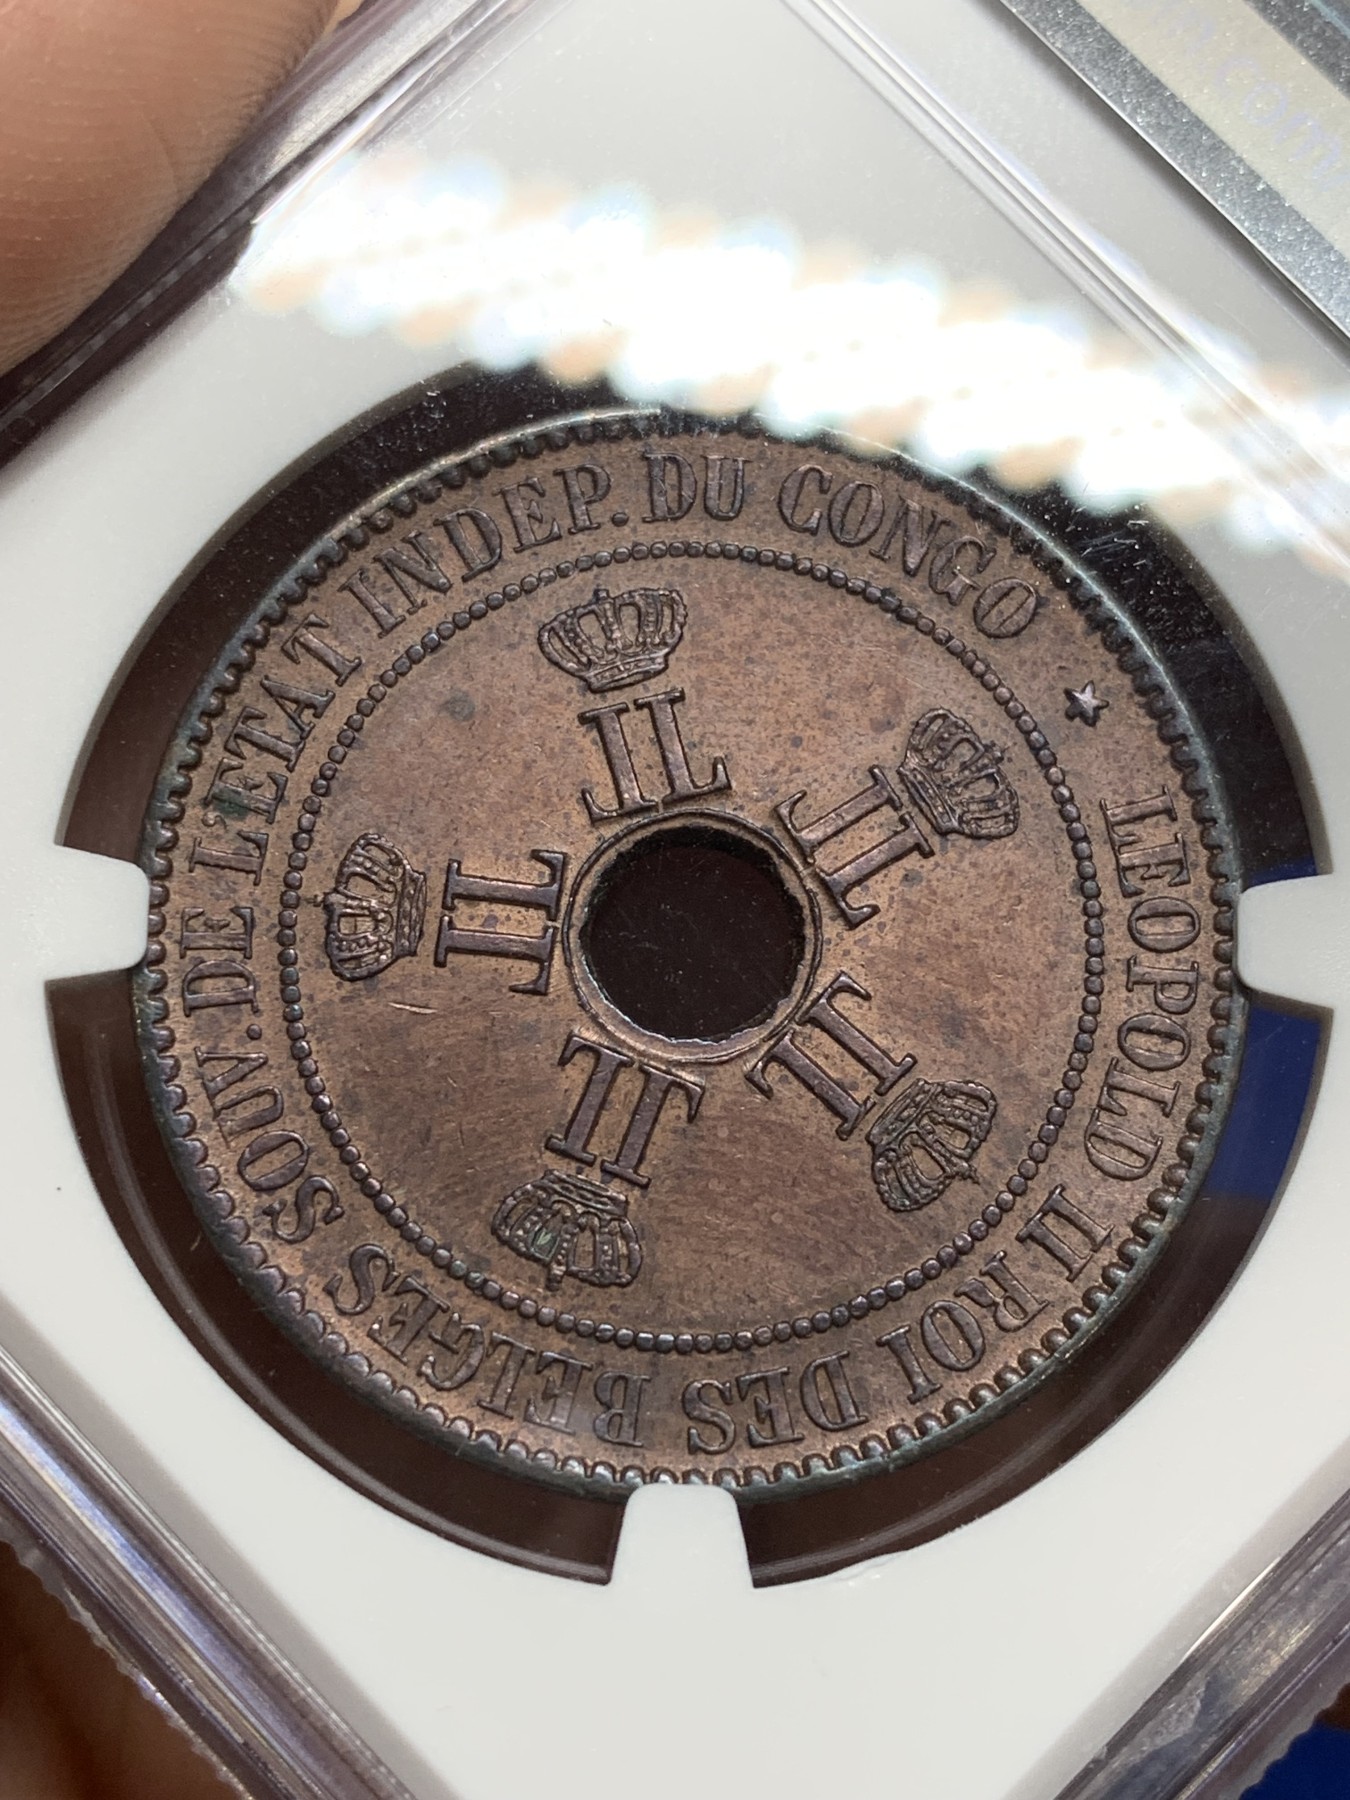 LEOPOLD II ROI DES BELGES SOUV. DE L'ETAT INDEP. DU CONGO ★